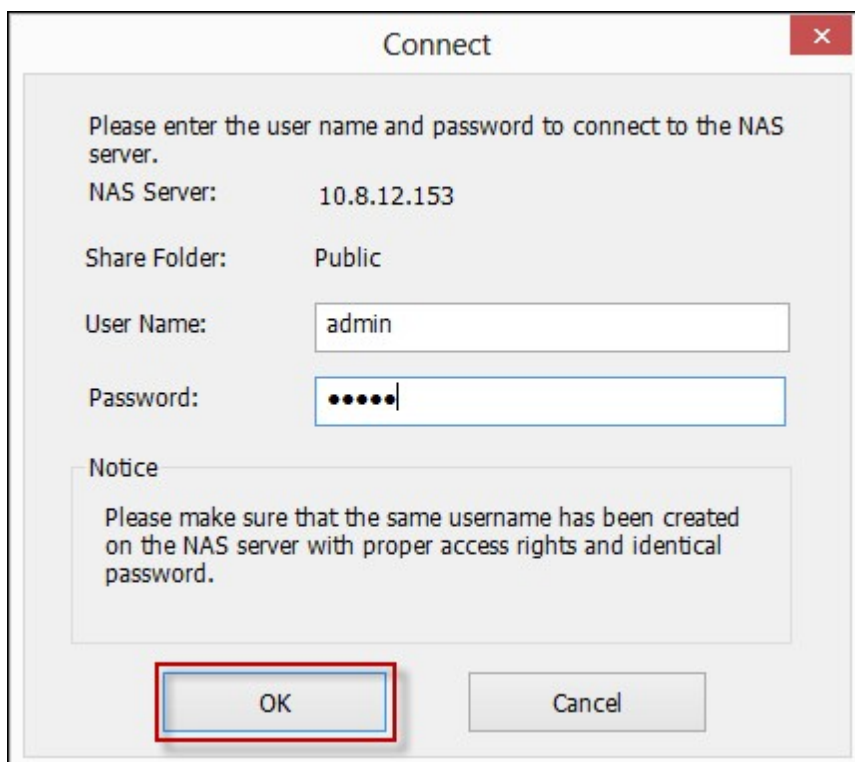 Connect
Please enter the user name and password to connect to the NAS
server.
NAS Server: 10.8.12.153
Share Folder: Public
User Name: admin
Password: •••••
Notice
Please make sure that the same username has been created
on the NAS server with proper access rights and identical
password.
OK Cancel